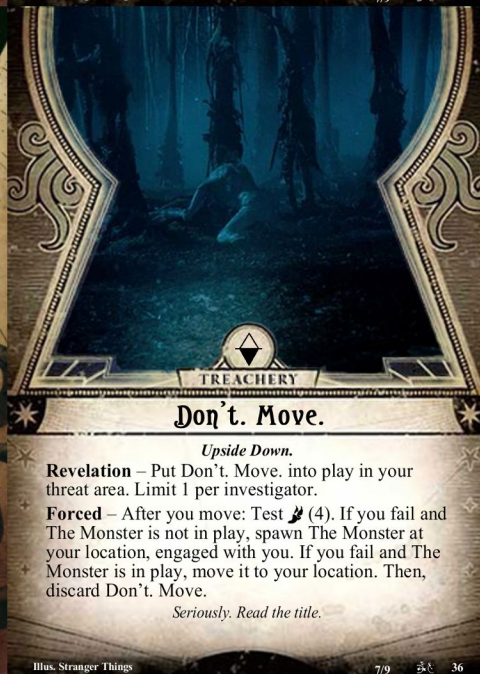 TREACHERY
Don't. Move.
Upside Down.
Revelation – Put Don't. Move. into play in your
threat area. Limit 1 per investigator.
Forced – After you move: Test (4). If you fail and
The Monster is not in play, spawn The Monster at
your location, engaged with you. If you fail and The
Monster is in play, move it to your location. Then,
discard Don't. Move.
Seriously. Read the title.
Illus. Stranger Things 7/9 36